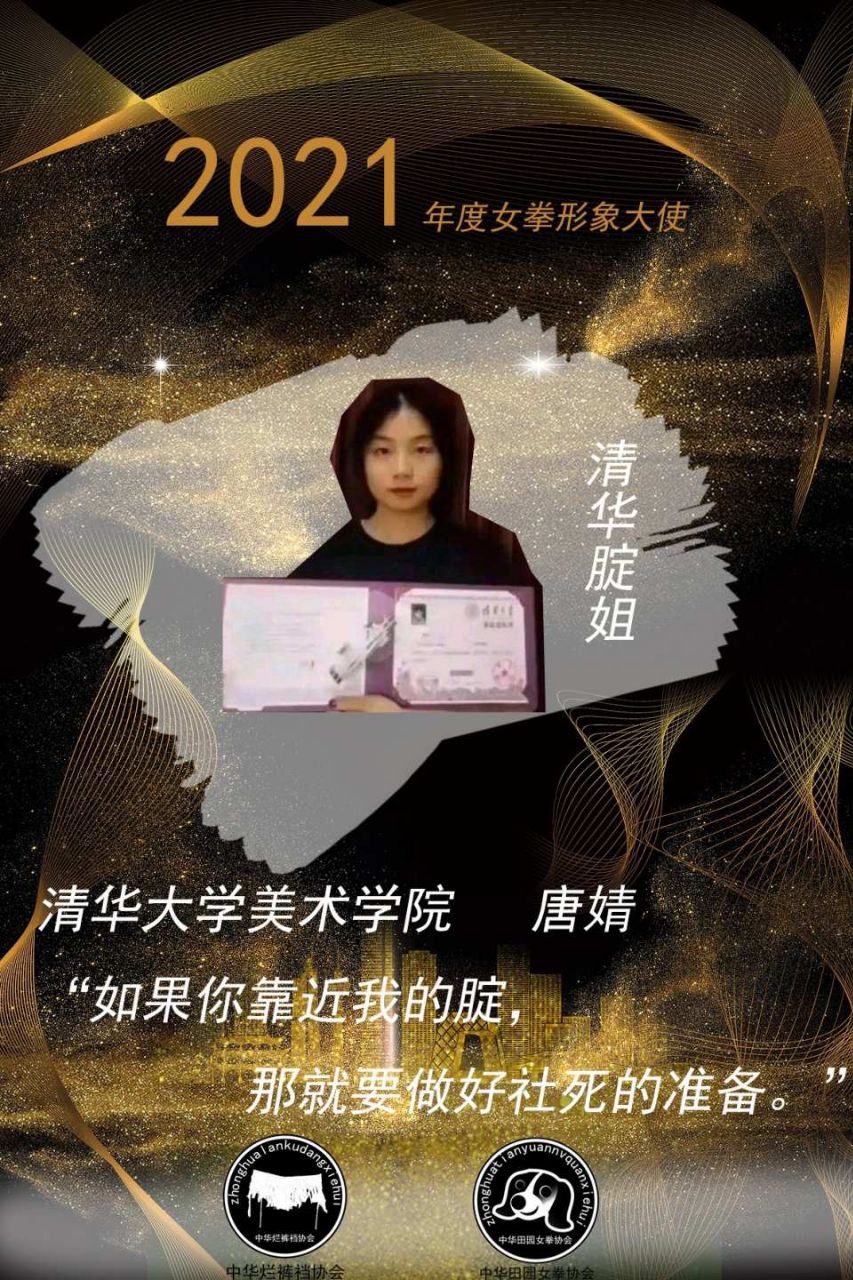 2021 年度女拳形象大使
清华腚姐
清华大学美术学院 唐婧
“如果你靠近我的腚，
那就要做好社死的准备。”
zhonghualankudangxiehui
中华烂裤裆协会
中华烂裤裆协会
zhonghuatianyuannvquanxiehui
中华田园女拳协会
中华田园女拳协会